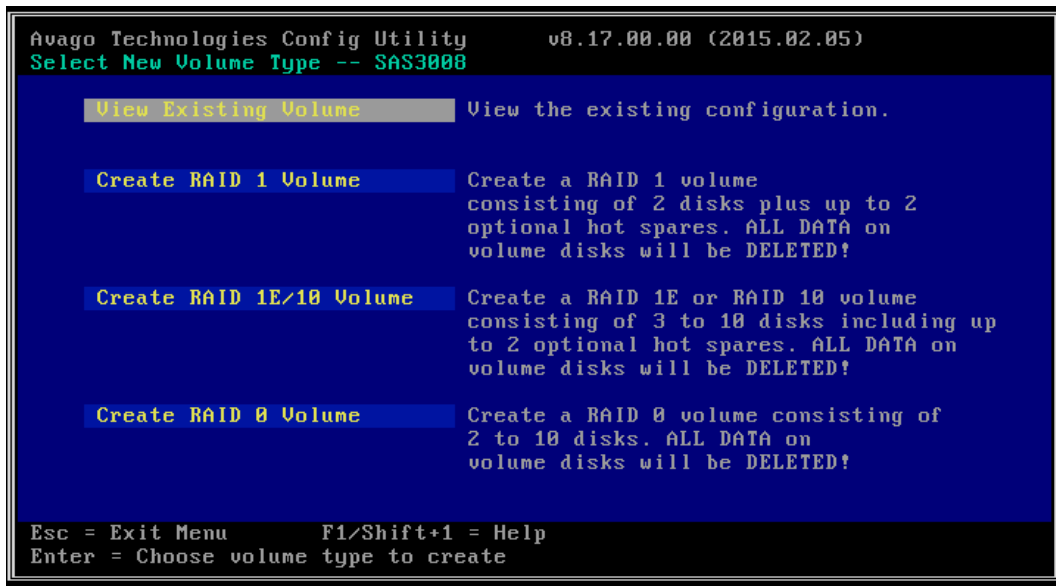 Avago Technologies Config Utility v8.17.00.00 (2015.02.05)
Select New Volume Type -- SAS3008
View Existing Volume View the existing configuration.
Create RAID 1 Volume Create a RAID 1 volume
consisting of 2 disks plus up to 2
optional hot spares. ALL DATA on
volume disks will be DELETED!
Create RAID 1E/10 Volume Create a RAID 1E or RAID 10 volume
consisting of 3 to 10 disks including up
to 2 optional hot spares. ALL DATA on
volume disks will be DELETED!
Create RAID 0 Volume Create a RAID 0 volume consisting of
2 to 10 disks. ALL DATA on
volume disks will be DELETED!
Esc = Exit Menu F1/Shift+1 = Help
Enter = Choose volume type to create